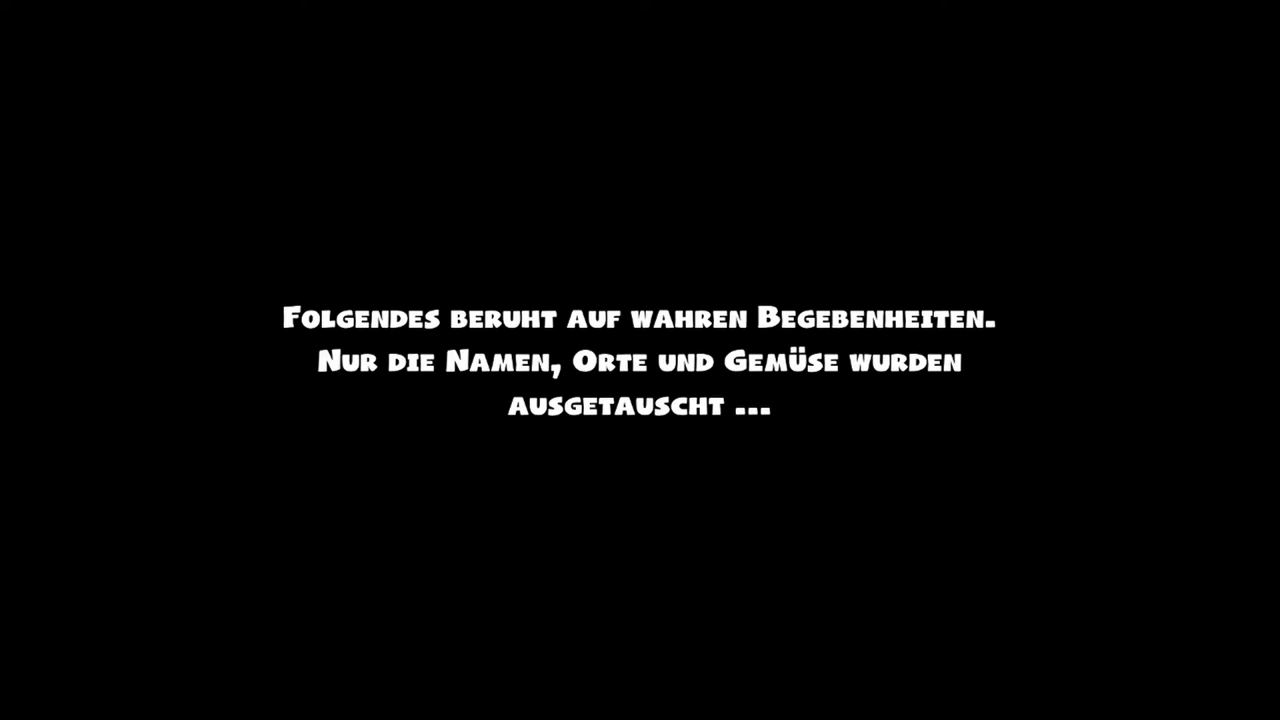 Folgendes beruht auf wahren Begebenheiten.
Nur die Namen, Orte und Gemüse wurden
ausgetauscht ...